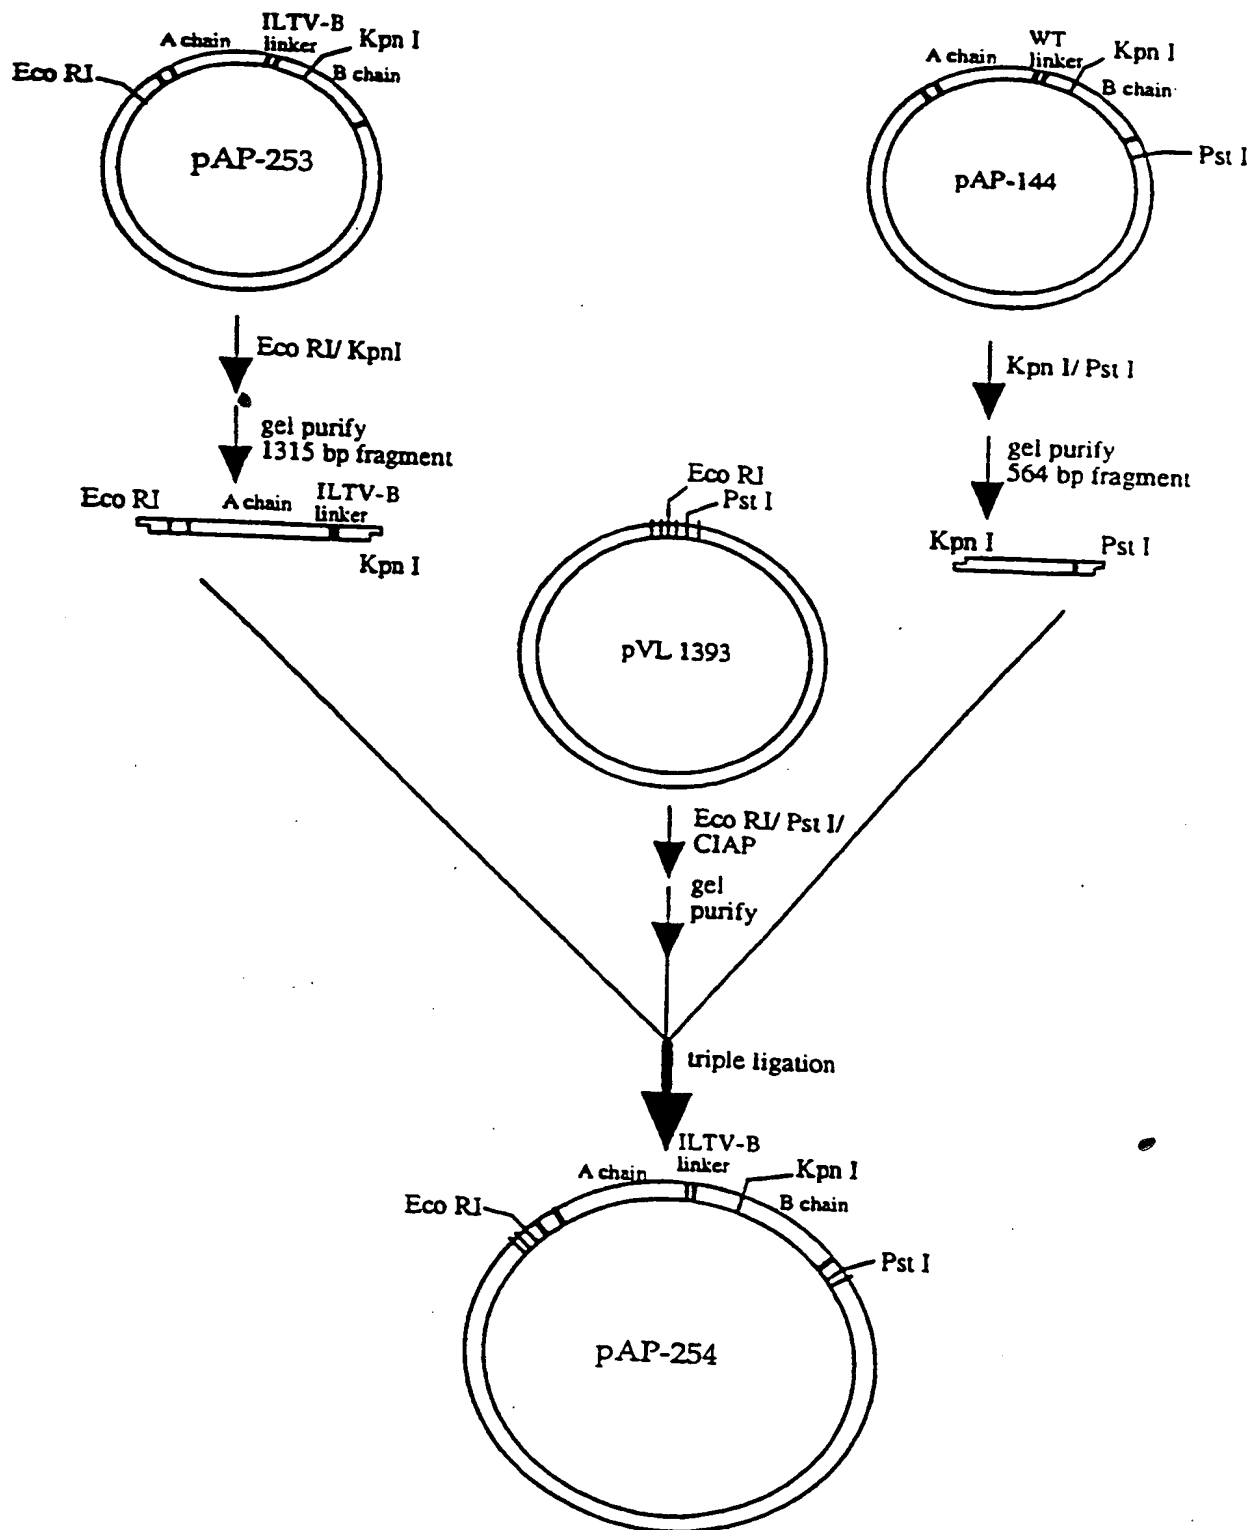 ILTV-B
linker
A chain
Kpn I
B chain
Eco RI
pAP-253
WT
linker
A chain
Kpn I
B chain
Pst I
pAP-144
Eco RI/ KpnI
gel purify
1315 bp fragment
Kpn I/ Pst I
gel purify
564 bp fragment
Eco RI
A chain
ILTV-B
linker
Kpn I
Eco RI
Pst I
Kpn I
Pst I
pVL 1393
Eco RI/ Pst I/
CIAP
gel
purify
triple ligation
ILTV-B
linker
A chain
Kpn I
B chain
Eco RI
Pst I
pAP-254